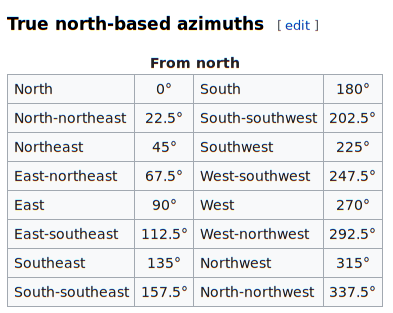 True north-based azimuths [ edit ]
From north
North 0° South 180°
North-northeast 22.5° South-southwest 202.5°
Northeast 45° Southwest 225°
East-northeast 67.5° West-southwest 247.5°
East 90° West 270°
East-southeast 112.5° West-northwest 292.5°
Southeast 135° Northwest 315°
South-southeast 157.5° North-northwest 337.5°